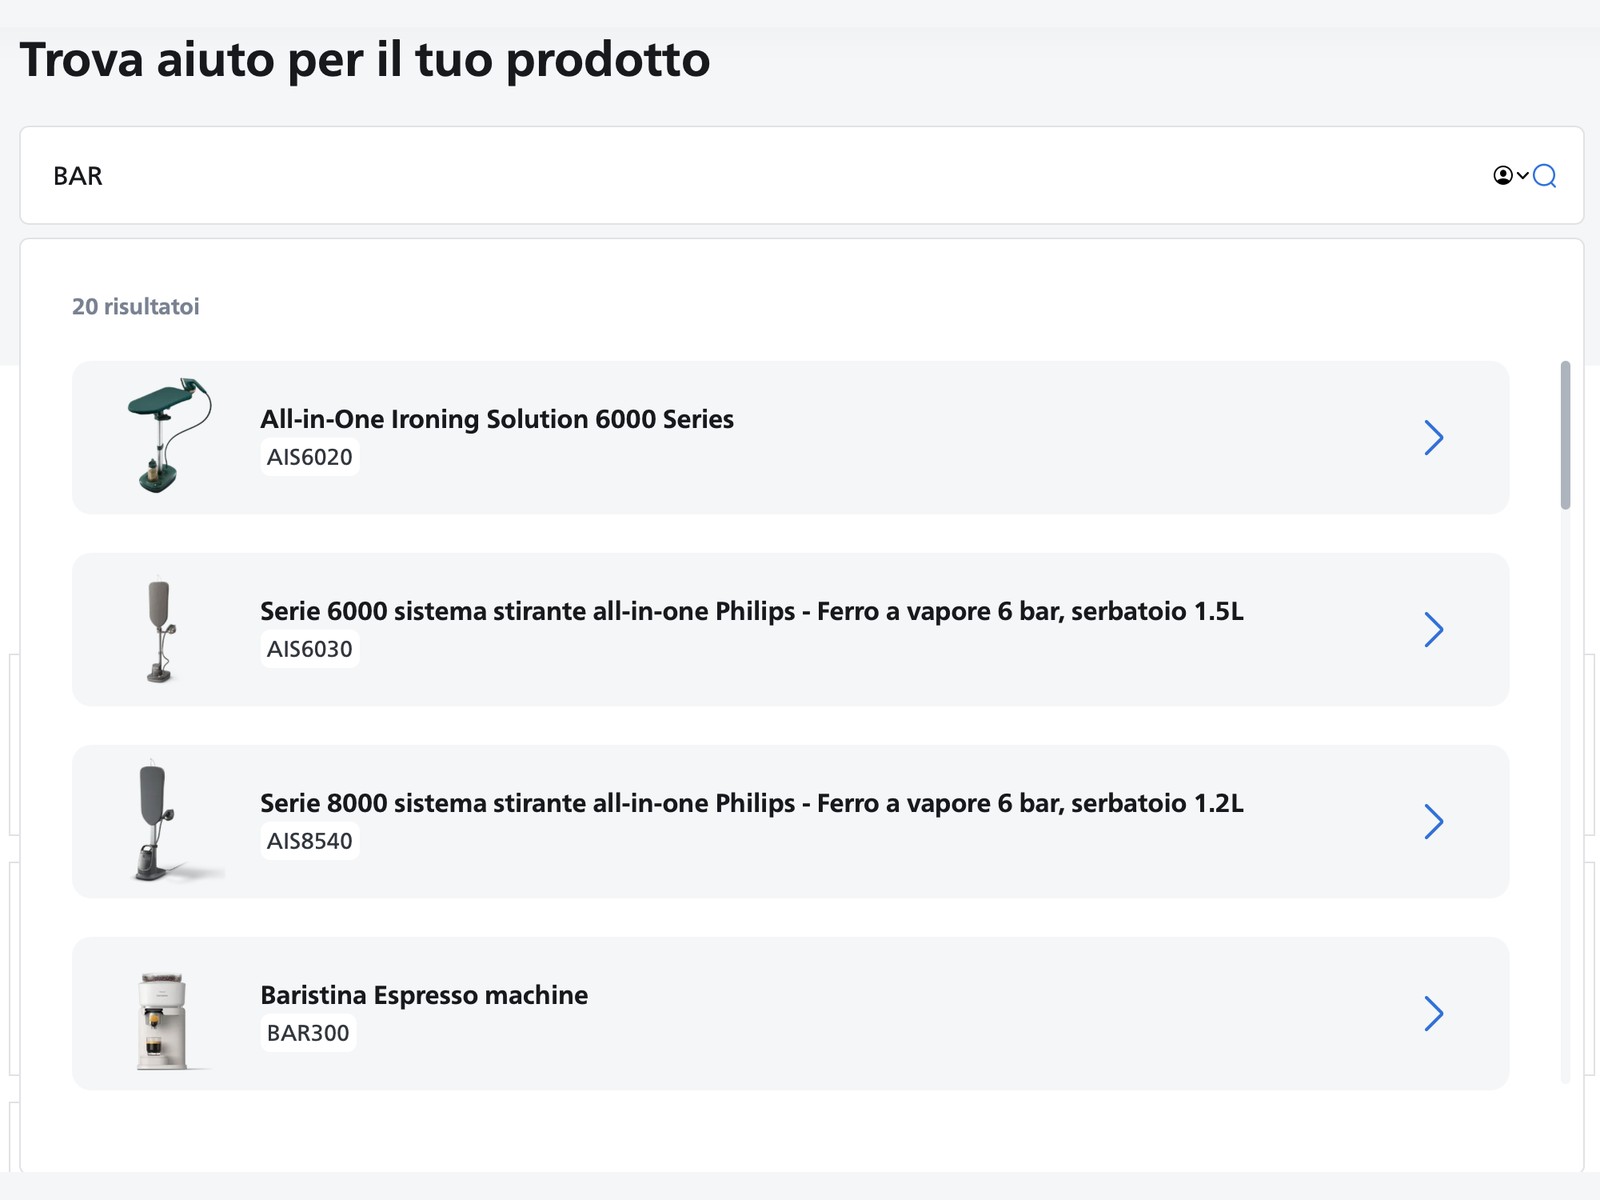 Trova aiuto per il tuo prodotto
BAR
20 risultatoi
All-in-One Ironing Solution 6000 Series
AIS6020
Serie 6000 sistema stirante all-in-one Philips - Ferro a vapore 6 bar, serbatoio 1.5L
AIS6030
Serie 8000 sistema stirante all-in-one Philips - Ferro a vapore 6 bar, serbatoio 1.2L
AIS8540
Baristina Espresso machine
BAR300